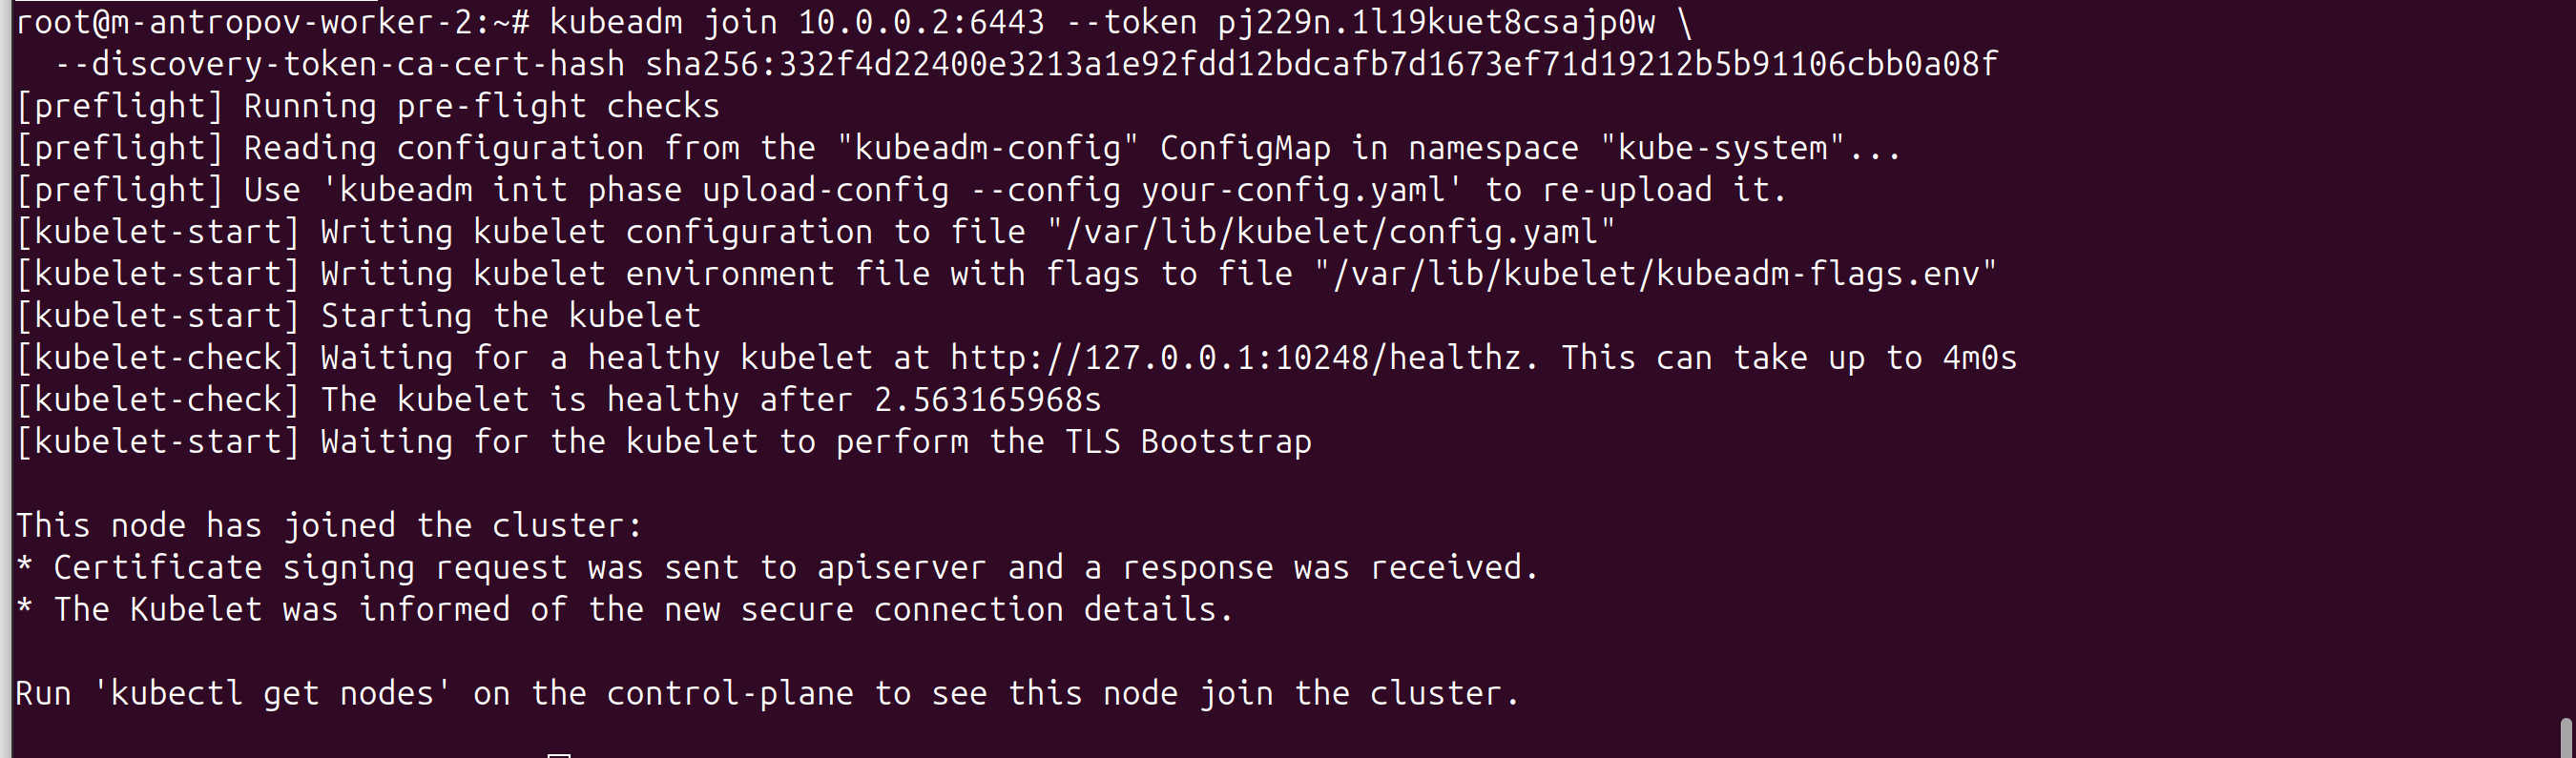 root@m-antropov-worker-2:~# kubeadm join 10.0.0.2:6443 --token pj229n.1l19kuet8csajp0w \
  --discovery-token-ca-cert-hash sha256:332f4d22400e3213a1e92fdd12bdcafb7d1673ef71d19212b5b91106cbb0a08f
[preflight] Running pre-flight checks
[preflight] Reading configuration from the "kubeadm-config" ConfigMap in namespace "kube-system"...
[preflight] Use 'kubeadm init phase upload-config --config your-config.yaml' to re-upload it.
[kubelet-start] Writing kubelet configuration to file "/var/lib/kubelet/config.yaml"
[kubelet-start] Writing kubelet environment file with flags to file "/var/lib/kubelet/kubeadm-flags.env"
[kubelet-start] Starting the kubelet
[kubelet-check] Waiting for a healthy kubelet at http://127.0.0.1:10248/healthz. This can take up to 4m0s
[kubelet-check] The kubelet is healthy after 2.563165968s
[kubelet-start] Waiting for the kubelet to perform the TLS Bootstrap

This node has joined the cluster:
* Certificate signing request was sent to apiserver and a response was received.
* The Kubelet was informed of the new secure connection details.

Run 'kubectl get nodes' on the control-plane to see this node join the cluster.